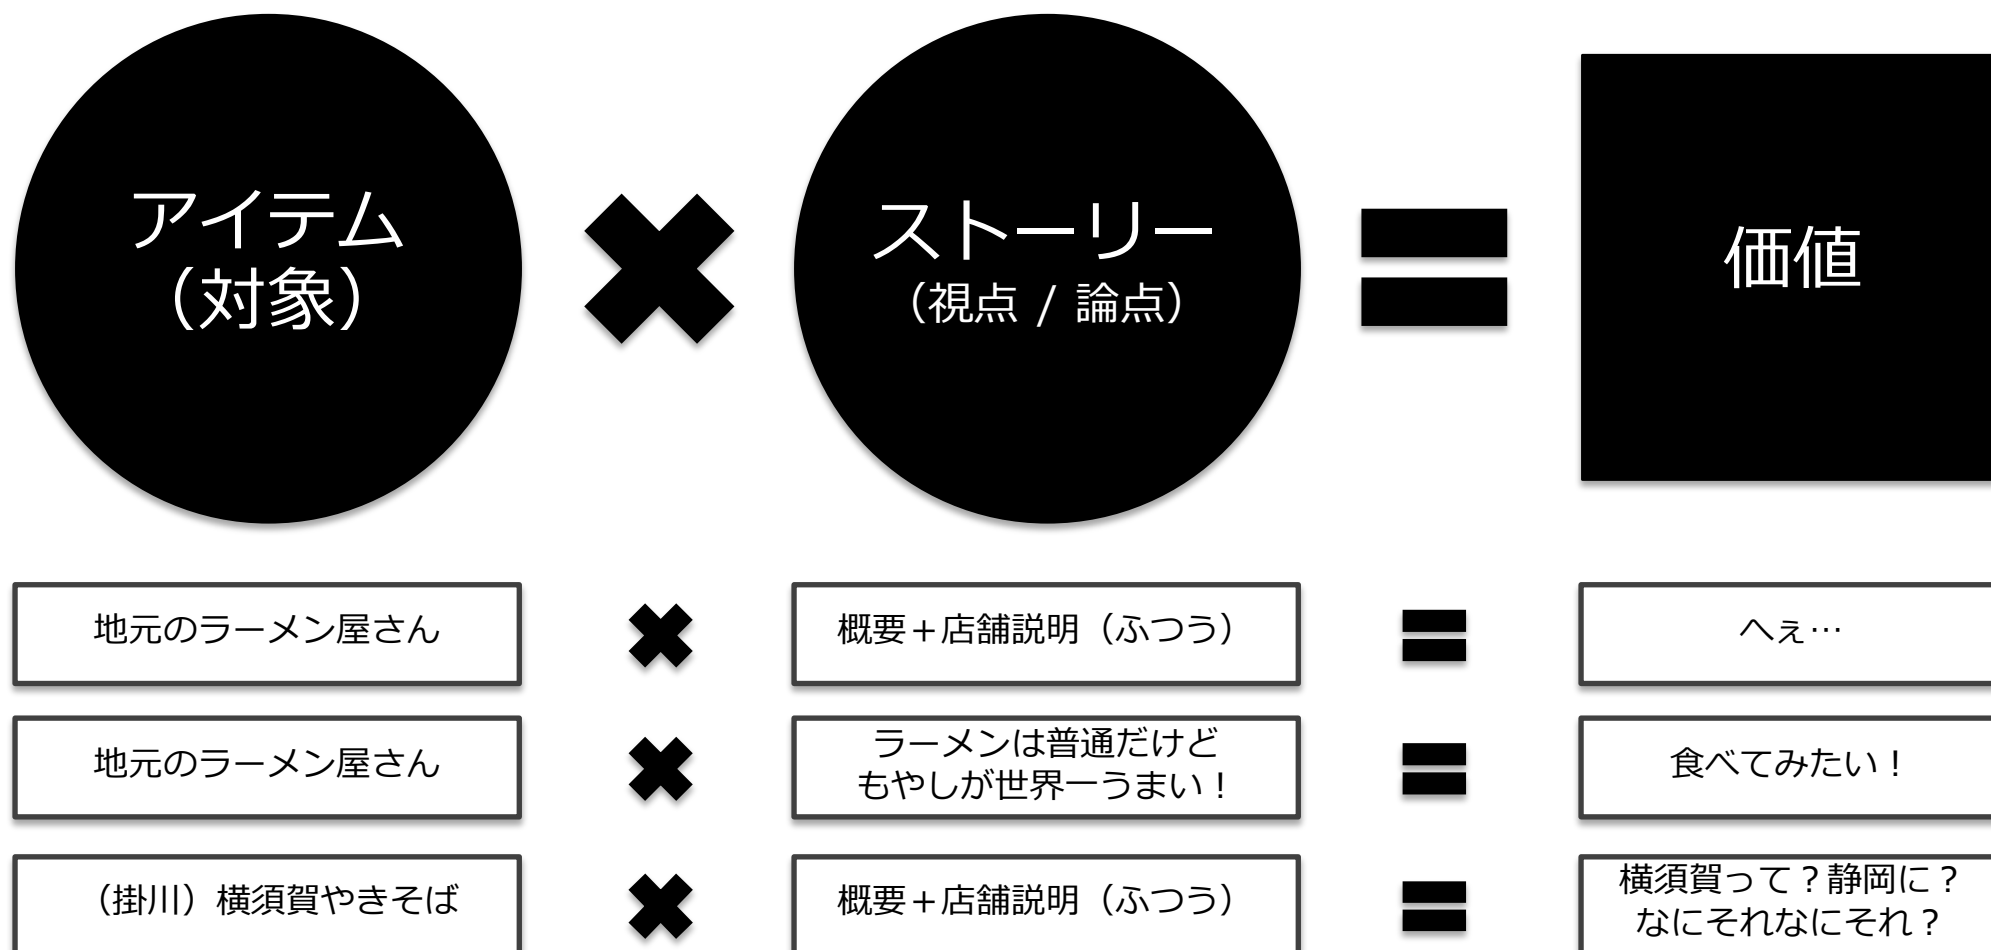 アイテム
（対象）
ストーリー
（視点 / 論点）
価値
地元のラーメン屋さん
概要＋店舗説明（ふつう）
へぇ…
地元のラーメン屋さん
ラーメンは普通だけど
もやしが世界一うまい！
食べてみたい！
（掛川）横須賀やきそば
概要＋店舗説明（ふつう）
横須賀って？静岡に？
なにそれなにそれ？